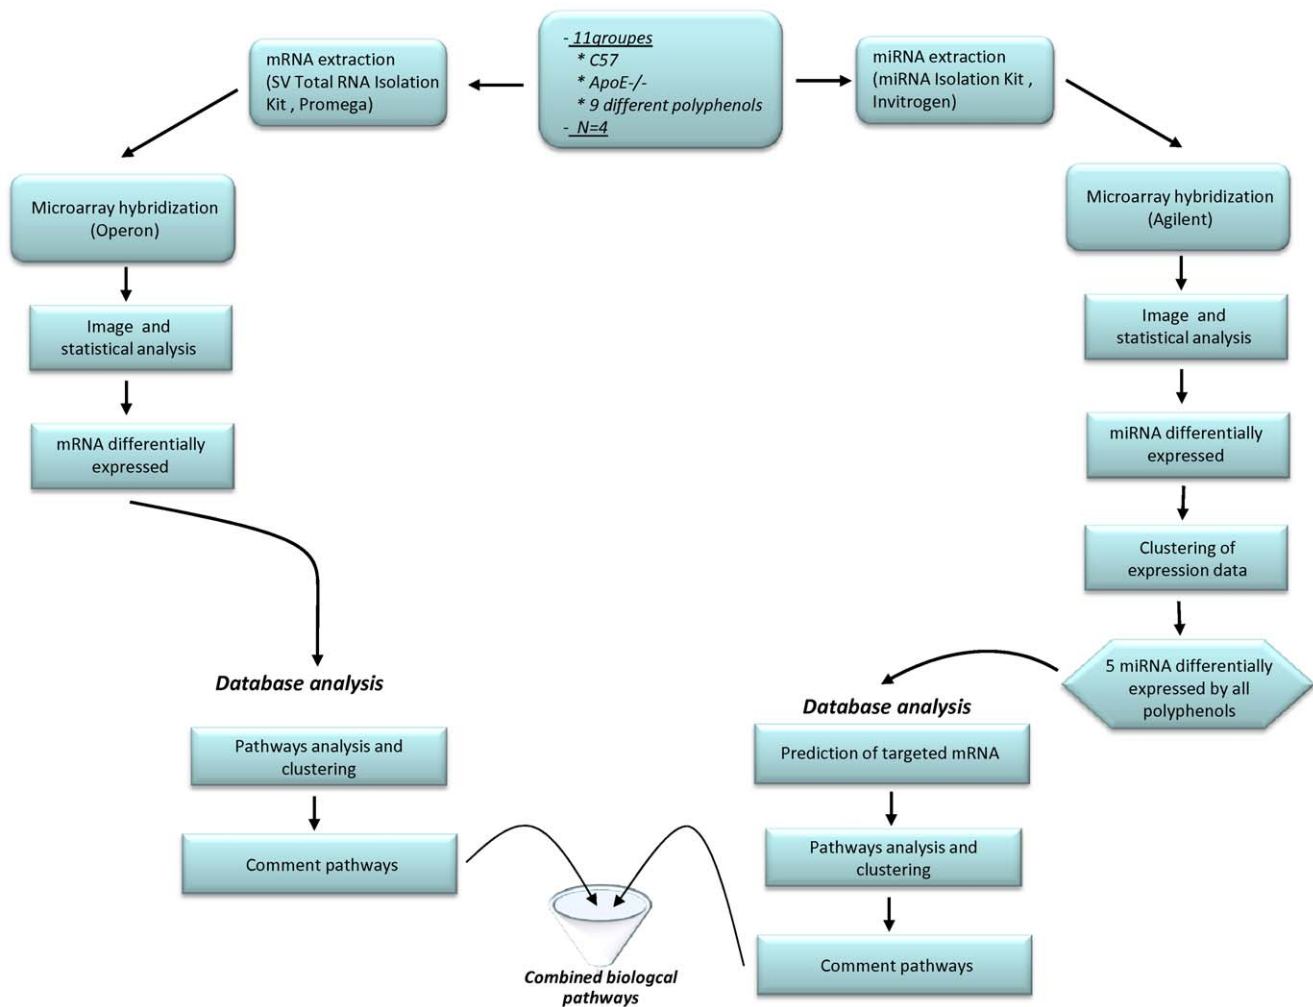 - 11groupes
* C57
* ApoE-/-
* 9 different polyphenols
- N=4
mRNA extraction
(SV Total RNA Isolation
Kit , Promega)
miRNA extraction
(miRNA Isolation Kit ,
Invitrogen)
Microarray hybridization
(Operon)
Image and
statistical analysis
mRNA differentially
expressed
Database analysis
Pathways analysis and
clustering
Comment pathways
Microarray hybridization
(Agilent)
Image and
statistical analysis
miRNA differentially
expressed
Clustering of
expression data
5 miRNA differentially
expressed by all
polyphenols
Database analysis
Prediction of targeted mRNA
Pathways analysis and
clustering
Comment pathways
Combined biologcal
pathways